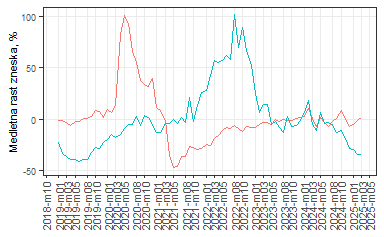 Medletna rast zneska, %
100
50
0
-50
2018-m10
2019-m01
2019-m03
2019-m05
2019-m08
2019-m10
2020-m01
2020-m03
2020-m05
2020-m08
2020-m10
2021-m01
2021-m03
2021-m05
2021-m08
2021-m10
2022-m01
2022-m03
2022-m05
2022-m08
2022-m10
2023-m01
2023-m03
2023-m05
2023-m08
2023-m10
2024-m01
2024-m03
2024-m05
2024-m08
2024-m10
2025-m01
2025-m03
2025-m05